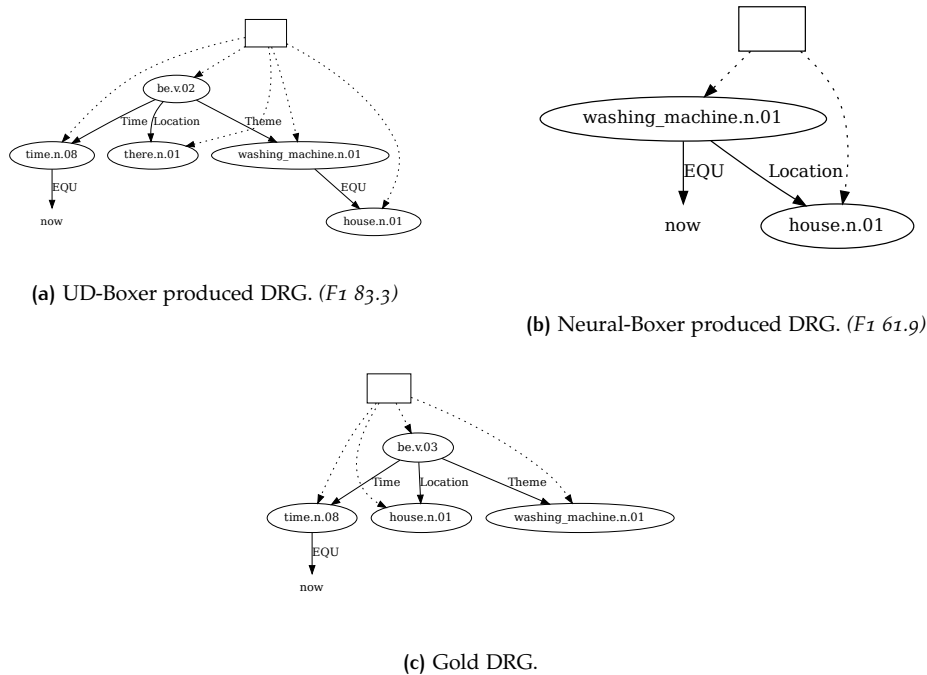 be.v.02
Time Location Theme
time.n.08 there.n.01 washing_machine.n.01
EQU EQU
now house.n.01
(a) UD-Boxer produced DRG. (F1 83.3)
washing_machine.n.01
EQU Location
now house.n.01
(b) Neural-Boxer produced DRG. (F1 61.9)
be.v.03
Time Location Theme
time.n.08 house.n.01 washing_machine.n.01
EQU
now
(c) Gold DRG.